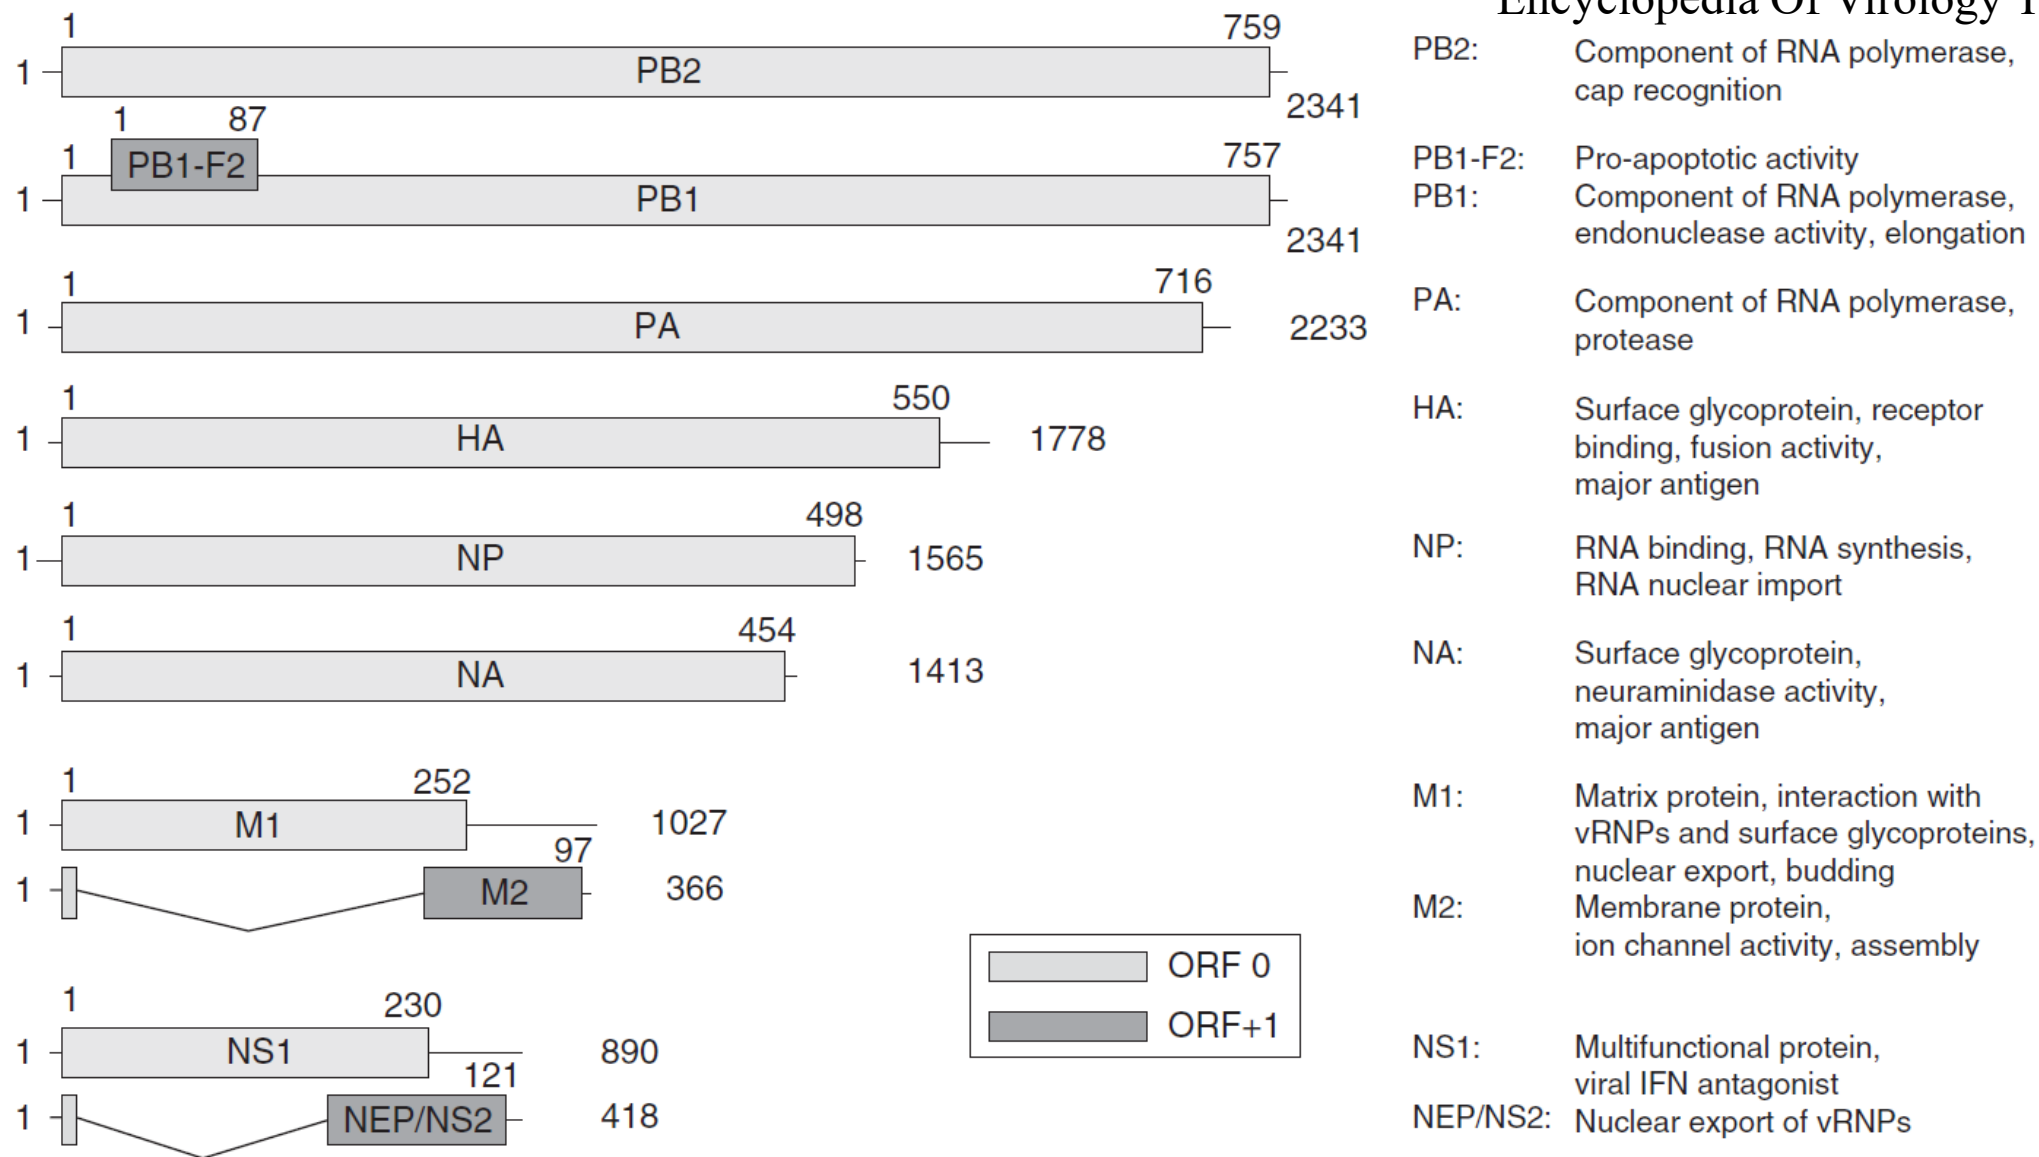 Encyclopedia Of Virology
1 759
1 PB2 2341
1 87
PB1-F2
1 757
1 PB1 2341
1 716
1 PA 2233
1 550
1 HA 1778
1 498
1 NP 1565
1 454
1 NA 1413
1 252
1 M1 1027
97
1 M2 366
1 230
1 NS1 890
121
1 NEP/NS2 418
ORF 0
ORF+1
PB2: Component of RNA polymerase,
cap recognition
PB1-F2: Pro-apoptotic activity
PB1: Component of RNA polymerase,
endonuclease activity, elongation
PA: Component of RNA polymerase,
protease
HA: Surface glycoprotein, receptor
binding, fusion activity,
major antigen
NP: RNA binding, RNA synthesis,
RNA nuclear import
NA: Surface glycoprotein,
neuraminidase activity,
major antigen
M1: Matrix protein, interaction with
vRNPs and surface glycoproteins,
nuclear export, budding
M2: Membrane protein,
ion channel activity, assembly
NS1: Multifunctional protein,
viral IFN antagonist
NEP/NS2: Nuclear export of vRNPs